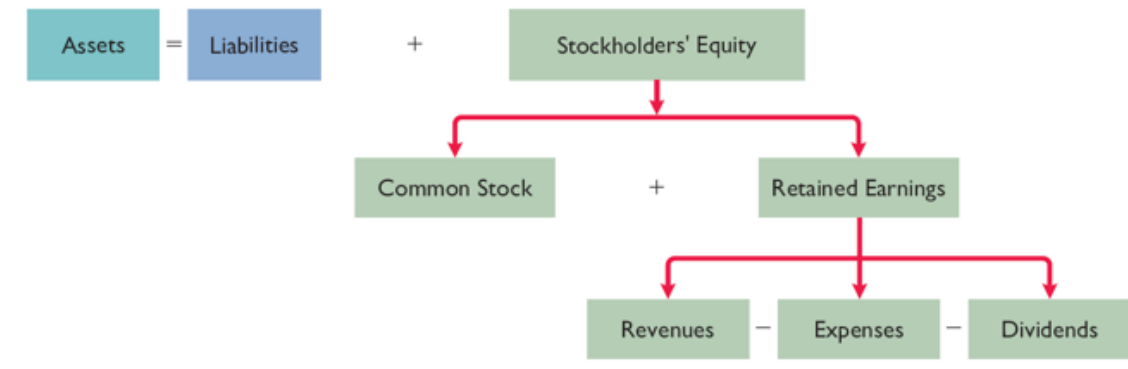 Assets = Liabilities + Stockholders' Equity
Common Stock + Retained Earnings
Revenues – Expenses – Dividends